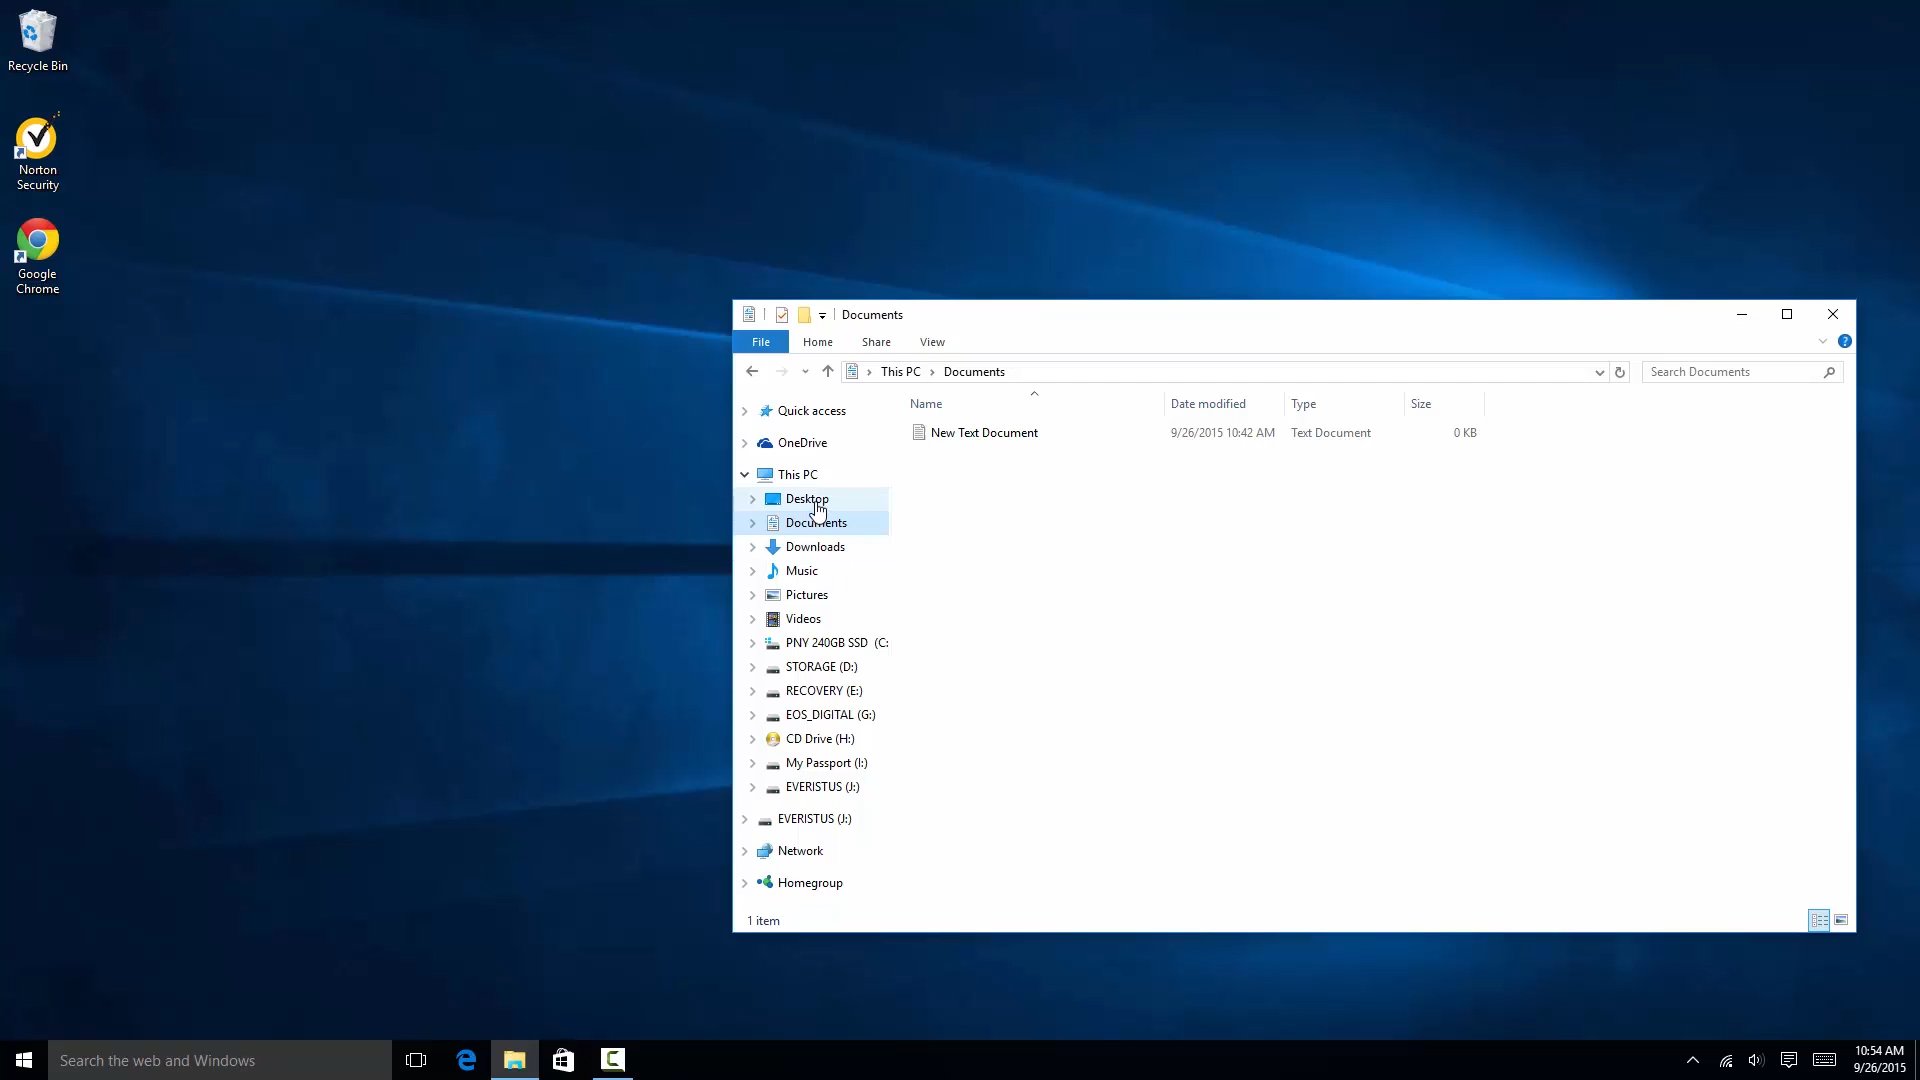 Recycle Bin
Norton
Security
Google
Chrome
Documents
File Home Share View
This PC Documents
Search Documents
Name Date modified Type Size
New Text Document 9/26/2015 10:42 AM Text Document 0 KB
Quick access
OneDrive
This PC
Desktop
Documents
Downloads
Music
Pictures
Videos
PNY 240GB SSD (C:
STORAGE (D:)
RECOVERY (E:)
EOS_DIGITAL (G:)
CD Drive (H:)
My Passport (I:)
EVERISTUS (J:)
EVERISTUS (J:)
Network
Homegroup
1 item
Search the web and Windows
10:54 AM
9/26/2015